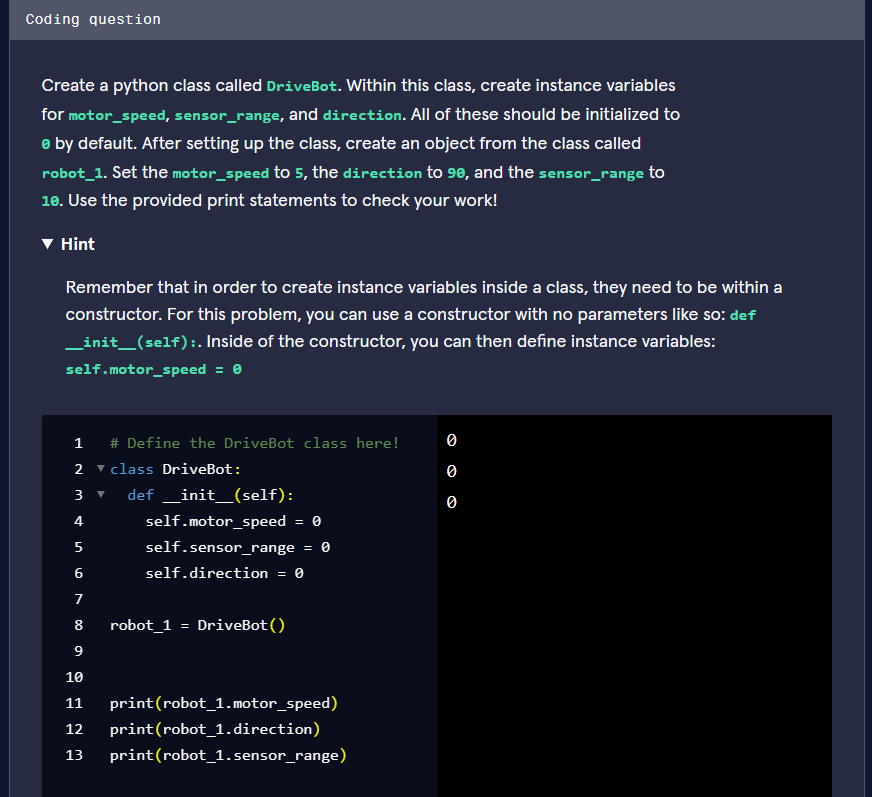 Coding question
Create a python class called DriveBot. Within this class, create instance variables
for motor_speed, sensor_range, and direction. All of these should be initialized to
0 by default. After setting up the class, create an object from the class called
robot_1. Set the motor_speed to 5, the direction to 90, and the sensor_range to
10. Use the provided print statements to check your work!
▼ Hint
Remember that in order to create instance variables inside a class, they need to be within a
constructor. For this problem, you can use a constructor with no parameters like so: def
__init__(self):. Inside of the constructor, you can then define instance variables:
self.motor_speed = 0
1 # Define the DriveBot class here!
2 ▼ class DriveBot:
3 ▼   def __init__(self):
4     self.motor_speed = 0
5     self.sensor_range = 0
6     self.direction = 0
7
8 robot_1 = DriveBot()
9
10
11 print(robot_1.motor_speed)
12 print(robot_1.direction)
13 print(robot_1.sensor_range)
0
0
0